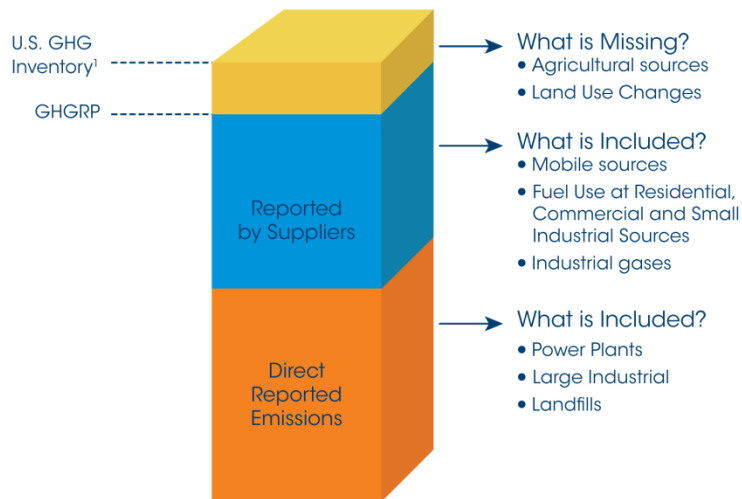 U.S. GHG
Inventory¹
GHGRP
Reported
by Suppliers
Direct
Reported
Emissions
What is Missing?
• Agricultural sources
• Land Use Changes
What is Included?
• Mobile sources
• Fuel Use at Residential,
Commercial and Small
Industrial Sources
• Industrial gases
What is Included?
• Power Plants
• Large Industrial
• Landfills